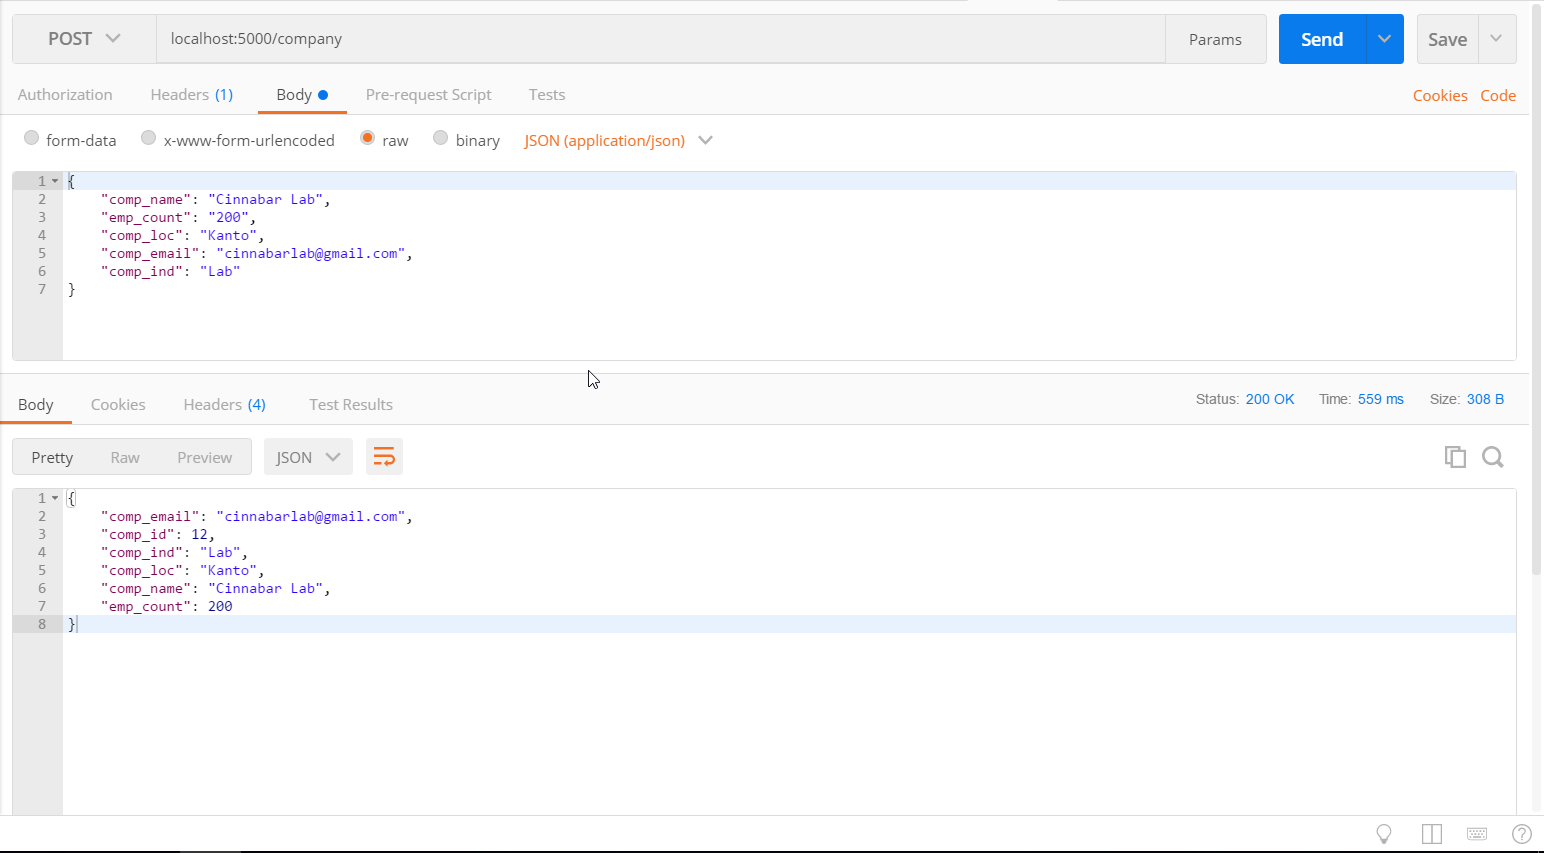 POST localhost:5000/company Params Send Save
Authorization Headers (1) Body Pre-request Script Tests Cookies Code
form-data x-www-form-urlencoded raw binary JSON (application/json)
1 {
2 "comp_name": "Cinnabar Lab",
3 "emp_count": "200",
4 "comp_loc": "Kanto",
5 "comp_email": "cinnabarlab@gmail.com",
6 "comp_ind": "Lab"
7 }
Body Cookies Headers (4) Test Results Status: 200 OK Time: 559 ms Size: 308 B
Pretty Raw Preview JSON
1 {
2 "comp_email": "cinnabarlab@gmail.com",
3 "comp_id": 12,
4 "comp_ind": "Lab",
5 "comp_loc": "Kanto",
6 "comp_name": "Cinnabar Lab",
7 "emp_count": 200
8 }